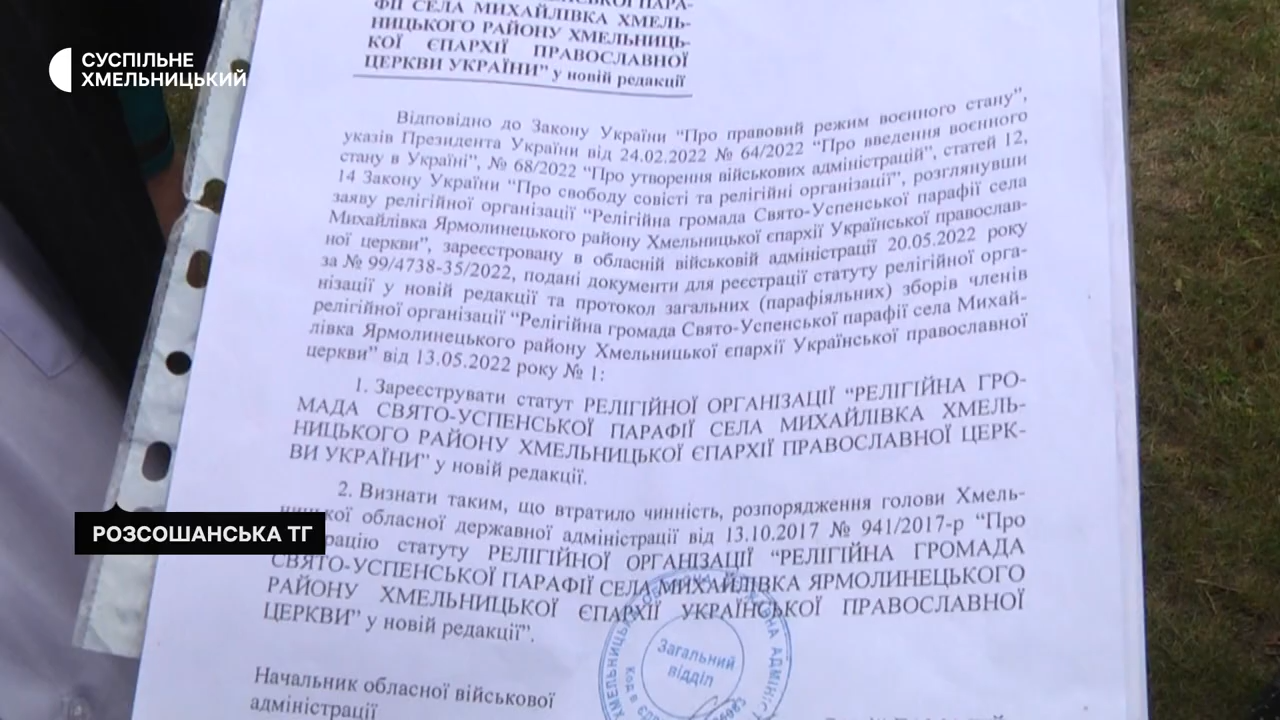 СУСПІЛЬНЕ
ХМЕЛЬНИЦЬКИЙ
ФІЇ СЕЛА МИХАЙЛІВКА ХМЕЛЬ-
НИЦЬКОГО РАЙОНУ ХМЕЛЬНИЦЬ-
КОЇ ЄПАРХІЇ ПРАВОСЛАВНОЇ
ЦЕРКВИ УКРАЇНИ” у новій редакції
Відповідно до Закону України “Про правовий режим воєнного стану”,
указів Президента України від 24.02.2022 № 64/2022 “Про введення воєнного
стану в Україні”, № 68/2022 “Про утворення військових адміністрацій”, статей 12,
14 Закону України “Про свободу совісті та релігійні організації”, розглянувши
заяву релігійної організації “Релігійна громада Свято-Успенської парафії села
Михайлівка Ярмолинецького району Хмельницької єпархії Української православ-
ної церкви”, зареєстровану в обласній військовій адміністрації 20.05.2022 року
за № 99/4738-35/2022, подані документи для реєстрації статуту релігійної орга-
нізації у новій редакції та протокол загальних (парафіяльних) зборів членів
релігійної організації “Релігійна громада Свято-Успенської парафії села Михай-
лівка Ярмолинецького району Хмельницької єпархії Української православної
церкви” від 13.05.2022 року № 1:
1. Зареєструвати статут РЕЛІГІЙНОЇ ОРГАНІЗАЦІЇ “РЕЛІГІЙНА ГРО-
МАДА СВЯТО-УСПЕНСЬКОЇ ПАРАФІЇ СЕЛА МИХАЙЛІВКА ХМЕЛЬ-
НИЦЬКОГО РАЙОНУ ХМЕЛЬНИЦЬКОЇ ЄПАРХІЇ ПРАВОСЛАВНОЇ ЦЕРК-
ВИ УКРАЇНИ” у новій редакції.
2. Визнати таким, що втратило чинність, розпорядження голови Хмель-
ницької обласної державної адміністрації від 13.10.2017 № 941/2017-р “Про
СВЯТО-УСПЕНСЬКОЇ ПАРАФІЇ СЕЛА МИХАЙЛІВКА ЯРМОЛИНЕЦЬКОГО
РАЙОНУ ХМЕЛЬНИЦЬКОЇ ЄПАРХІЇ УКРАЇНСЬКОЇ ПРАВОСЛАВНОЇ
ЦЕРКВИ” у новій редакції”.
РОЗСОШАНСЬКА ТГ
статуту РЕЛІГІЙНОЇ ОРГАНІЗАЦІЇ “РЕЛІГІЙНА ГРОМАДА
Загальний
відділ
Начальник обласної військової
адміністрації